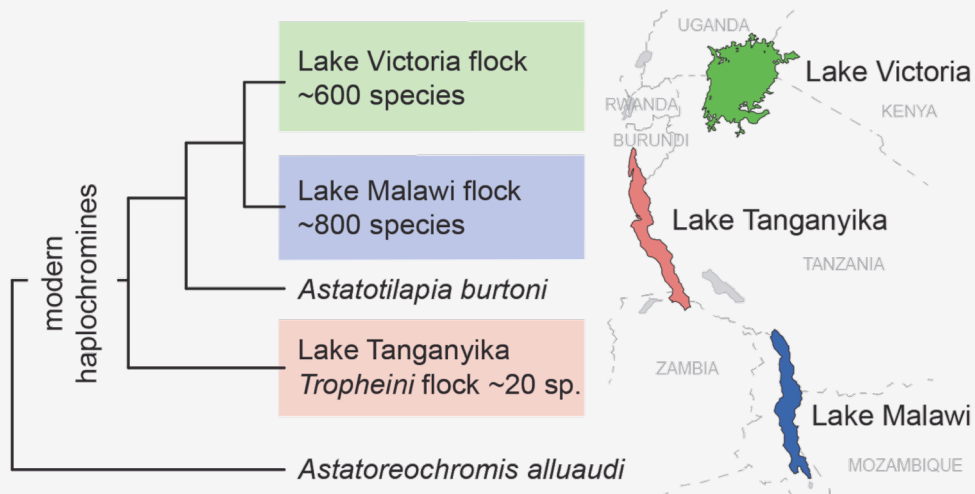 modern
haplochromines
Lake Victoria flock
~600 species
Lake Malawi flock
~800 species
Astatotilapia burtoni
Lake Tanganyika
Tropheini flock ~20 sp.
Astatoreochromis alluaudi
UGANDA
Lake Victoria
RWANDA
KENYA
BURUNDI
Lake Tanganyika
TANZANIA
ZAMBIA
Lake Malawi
MOZAMBIQUE